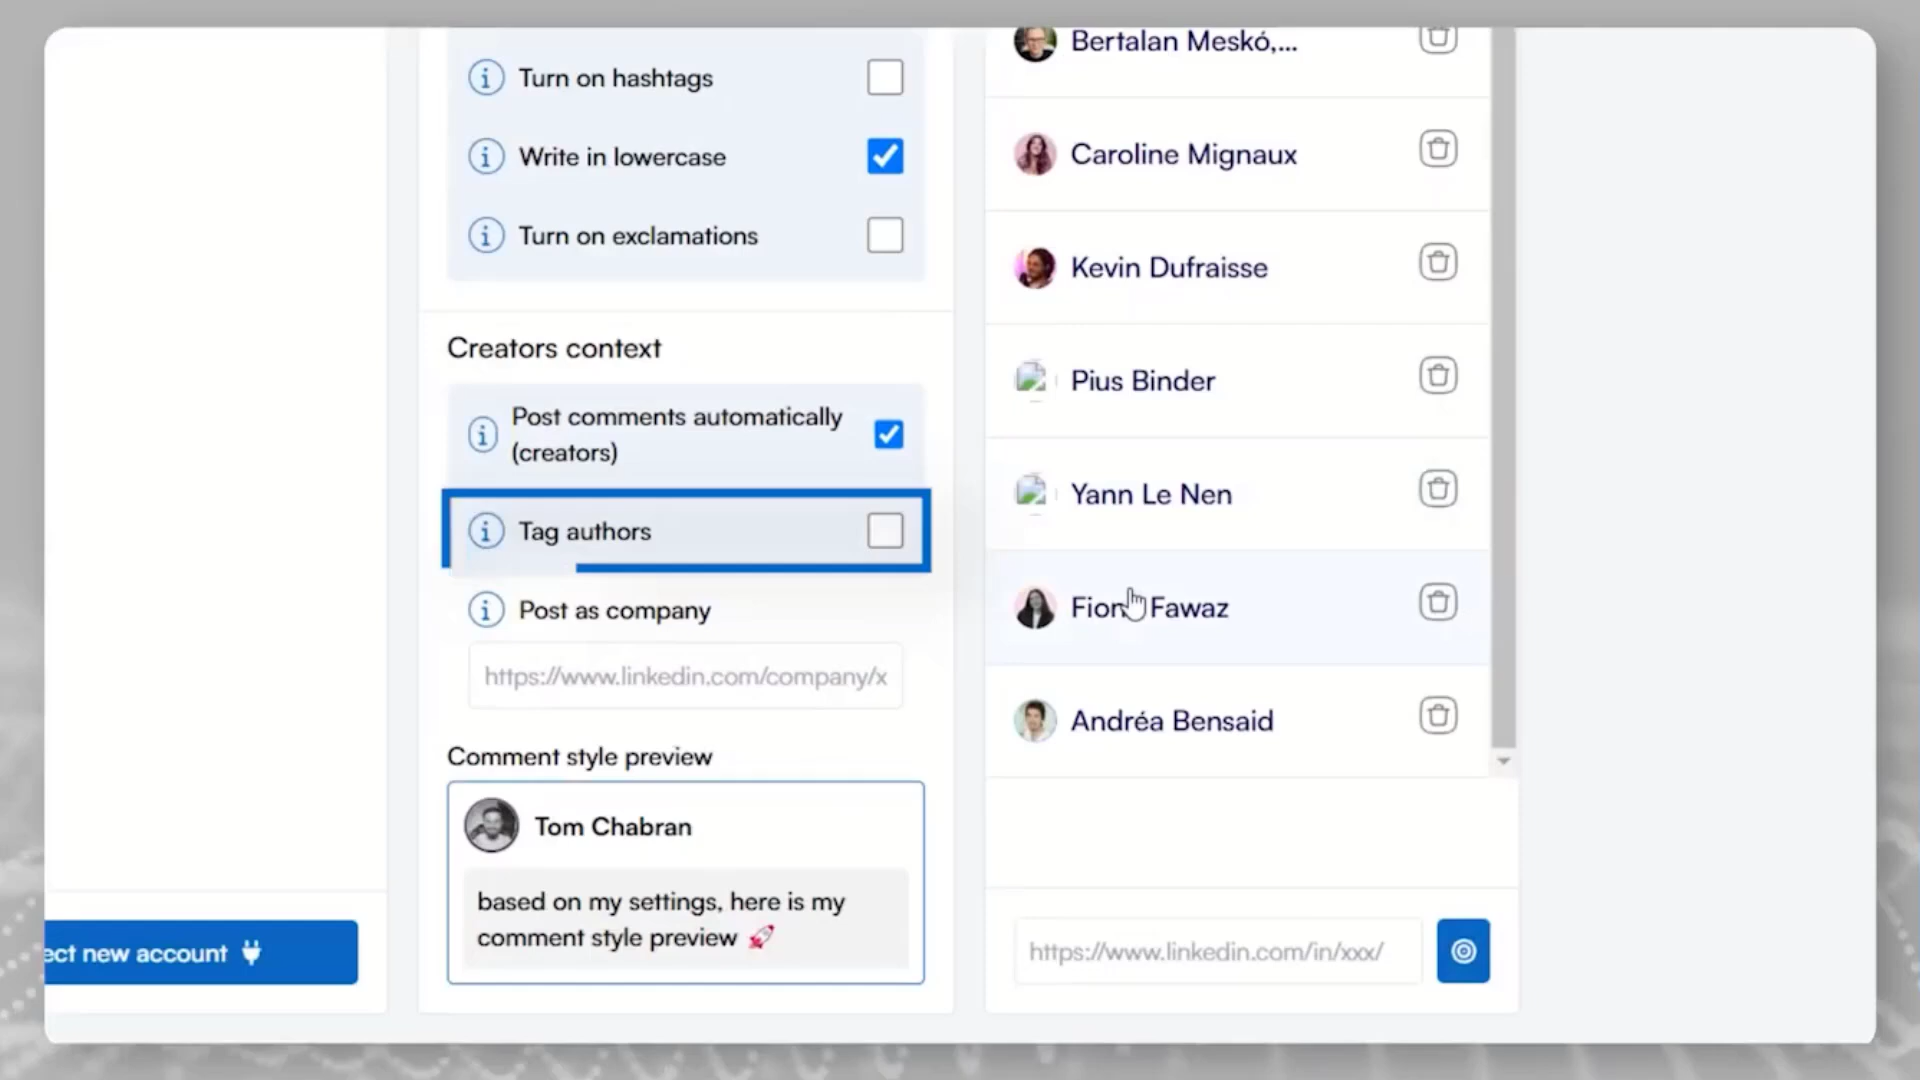 Turn on hashtags
Write in lowercase
Turn on exclamations
Creators context
Post comments automatically
(creators)
Tag authors
Post as company
https://www.linkedin.com/company/x
Comment style preview
Tom Chabran
based on my settings, here is my
comment style preview 🚀
ect new account
Bertalan Meskó,...
Caroline Mignaux
Kevin Dufraisse
Pius Binder
Yann Le Nen
Fiona Fawaz
Andréa Bensaid
https://www.linkedin.com/in/xxx/